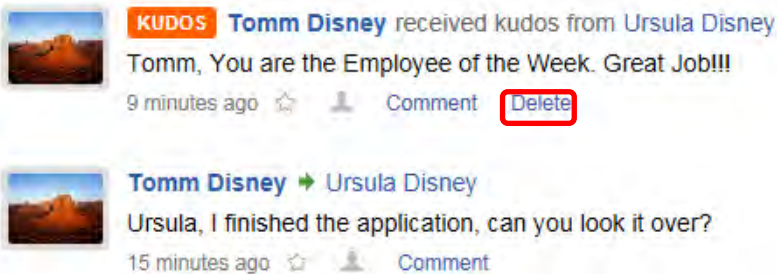 KUDOS Tomm Disney received kudos from Ursula Disney
Tomm, You are the Employee of the Week. Great Job!!!
9 minutes ago Comment Delete
Tomm Disney Ursula Disney
Ursula, I finished the application, can you look it over?
15 minutes ago Comment